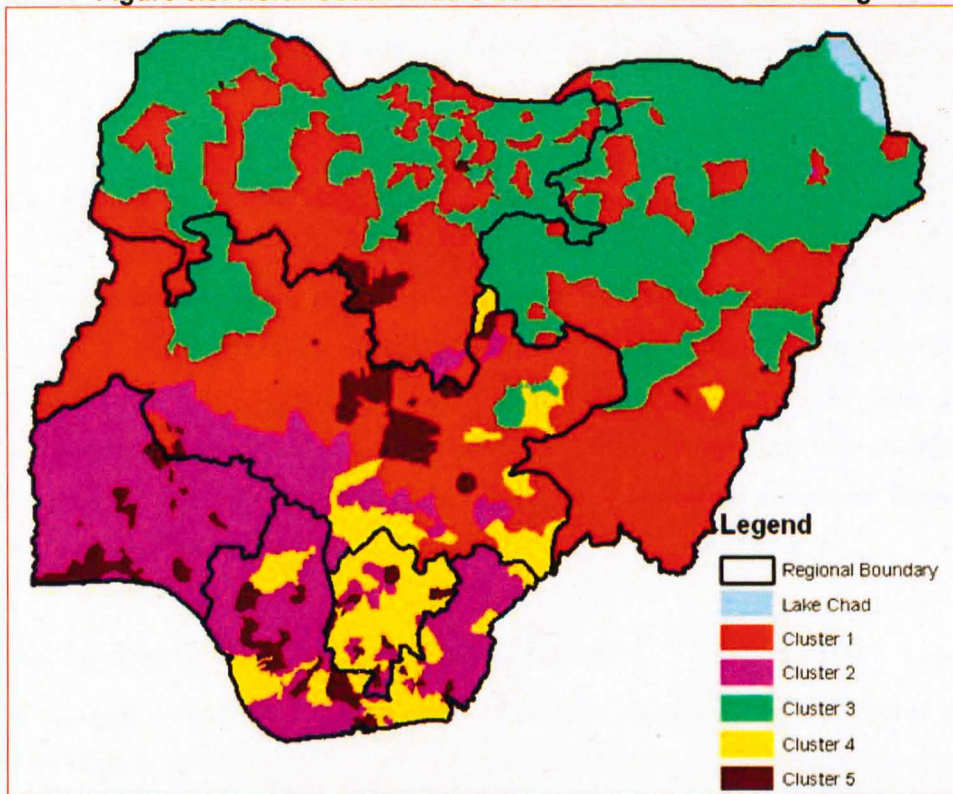 Legend
Regional Boundary
Lake Chad
Cluster 1
Cluster 2
Cluster 3
Cluster 4
Cluster 5